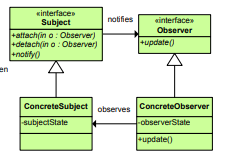 «interface»
Subject
+attach(in o : Observer)
+detach(in o : Observer)
+notify()
notifies
«interface»
Observer
+update()
en
ConcreteSubject
-subjectState
observes
ConcreteObserver
-observerState
+update()